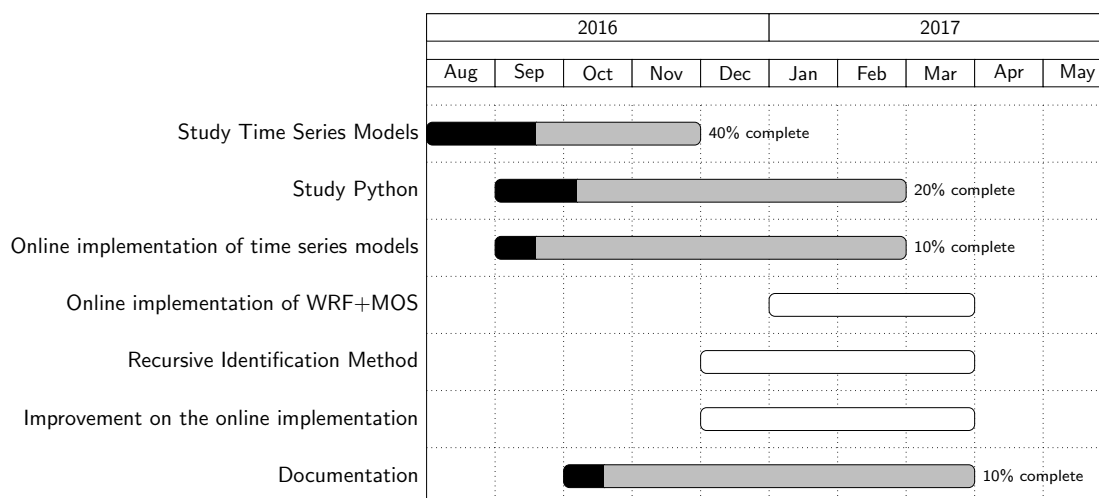 2016 2017
Aug Sep Oct Nov Dec Jan Feb Mar Apr May
Study Time Series Models 40% complete
Study Python 20% complete
Online implementation of time series models 10% complete
Online implementation of WRF+MOS
Recursive Identification Method
Improvement on the online implementation
Documentation 10% complete